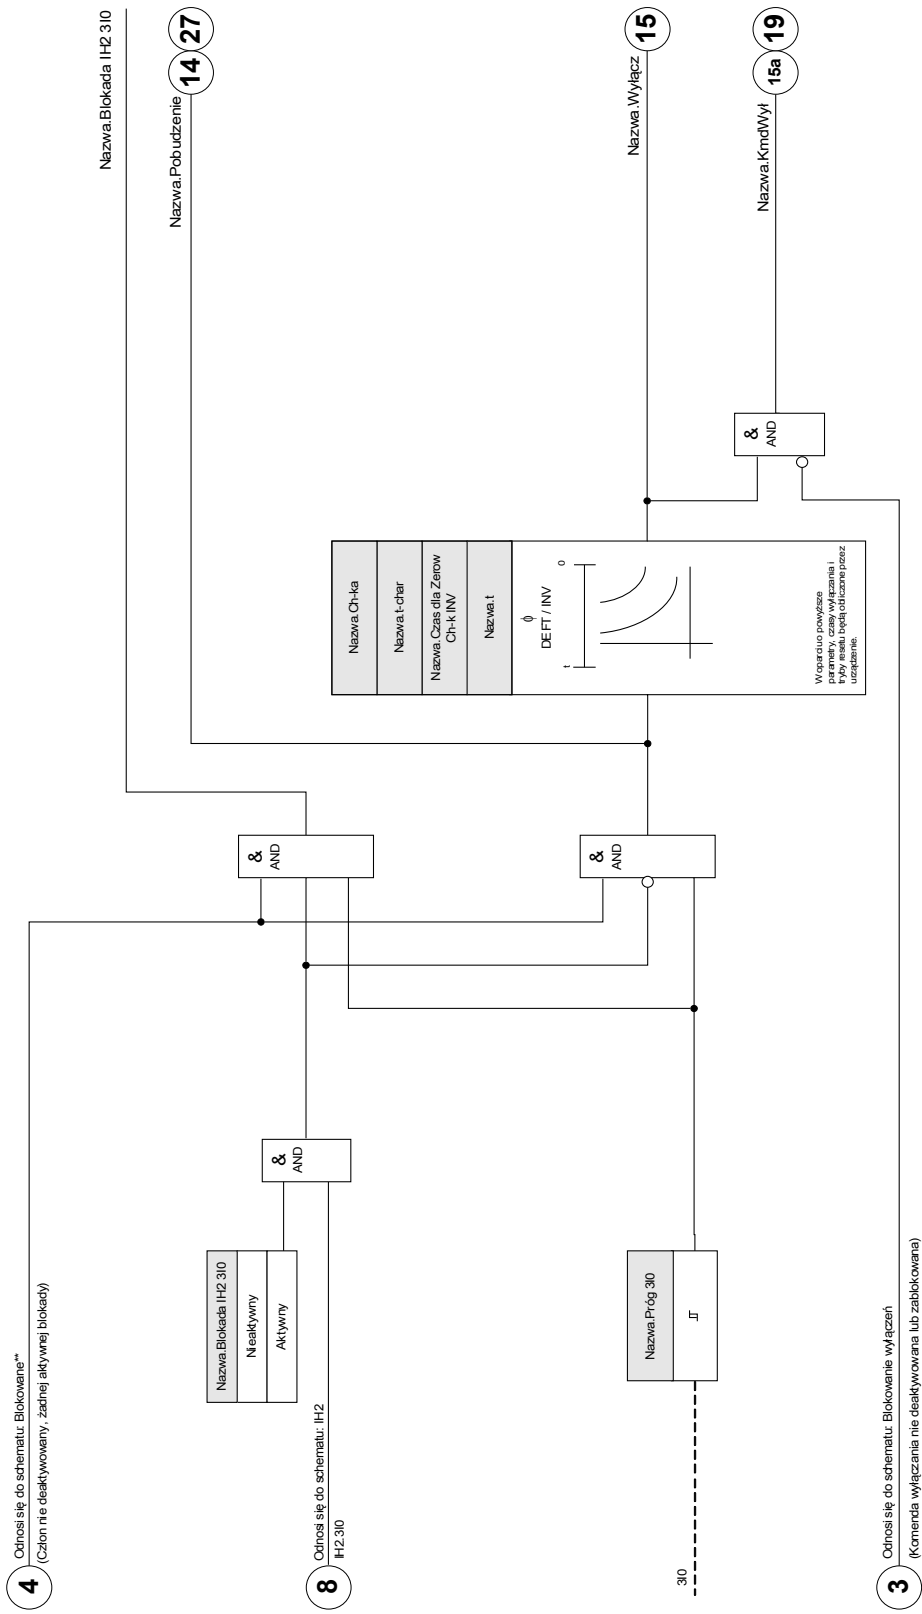 4
Odnosi się do schematu: Blokowane**
(Człon nie deaktywowany, żadnej aktywnej blokady)
Nazwa.Blokada IH2 3I0
Nieaktywny
Aktywny
8
Odnosi się do schematu: IH2
IH2.3I0
&
AND
&
AND
Nazwa.Blokada IH2 3I0
Nazwa.Pobudzenie
14
27
3I0
Nazwa.Próg 3I0
&
AND
Nazwa.Ch-ka
Nazwa.t-char
Nazwa.Czas dla Zerow
Ch-k INV
Nazwa.t
ϕ
DEFT / INV
t
0
W oparciu o powyższe
parametry, czasy wyłączania i
tryby resetu będą obliczone przez
urządzenie.
Nazwa.Wyłącz
15
&
AND
Nazwa.KmdWył
15a
19
3
Odnosi się do schematu: Blokowanie wyłączeń
(Komenda wyłączania nie deaktywowana lub zablokowana)